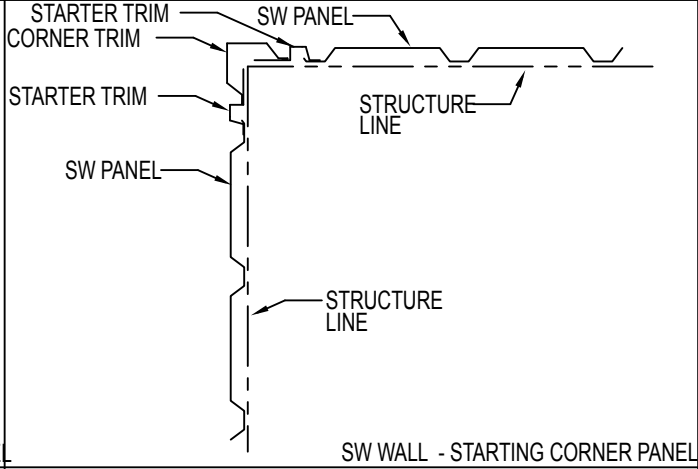 STARTER TRIM
SW PANEL
CORNER TRIM
STARTER TRIM
STRUCTURE
LINE
SW PANEL
STRUCTURE
LINE
SW WALL - STARTING CORNER PANEL